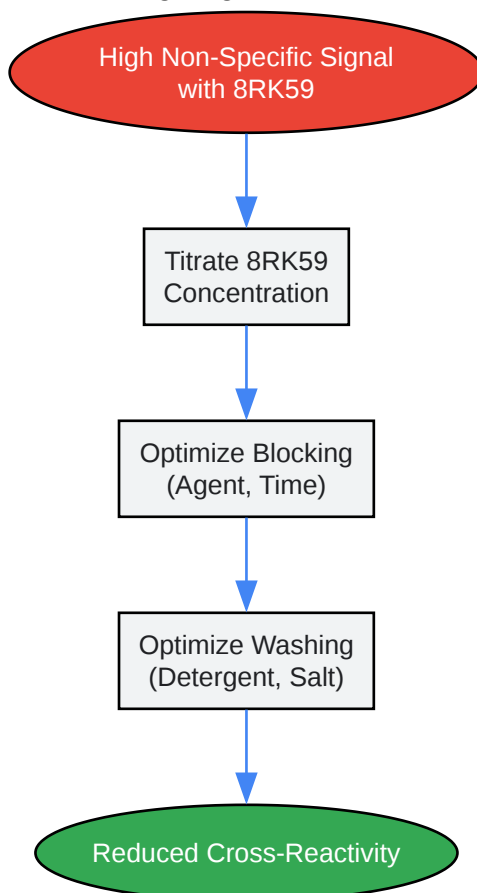 High Non-Specific Signal
with 8RK59
Titrate 8RK59
Concentration
Optimize Blocking
(Agent, Time)
Optimize Washing
(Detergent, Salt)
Reduced Cross-Reactivity